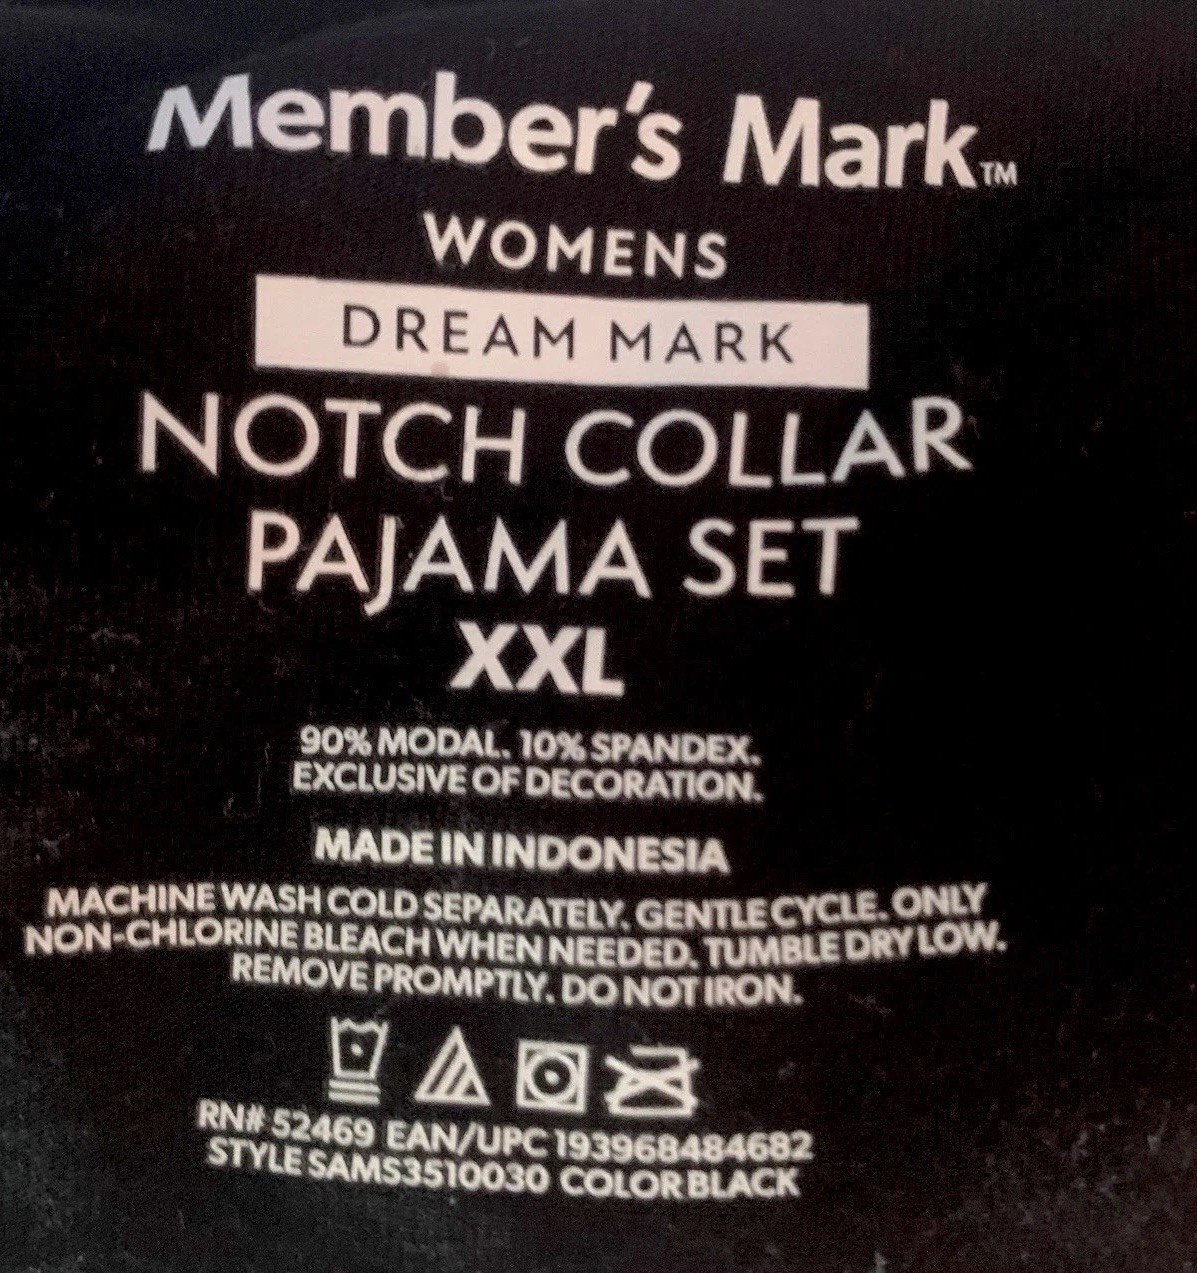 Member's Mark™
WOMENS
DREAM MARK
NOTCH COLLAR
PAJAMA SET
XXL
90% MODAL. 10% SPANDEX.
EXCLUSIVE OF DECORATION.
MADE IN INDONESIA
MACHINE WASH COLD SEPARATELY. GENTLE CYCLE. ONLY
NON-CHLORINE BLEACH WHEN NEEDED. TUMBLE DRY LOW.
REMOVE PROMPTLY. DO NOT IRON.
RN# 52469 EAN/UPC 193968484682
STYLE SAMS3510030 COLOR BLACK